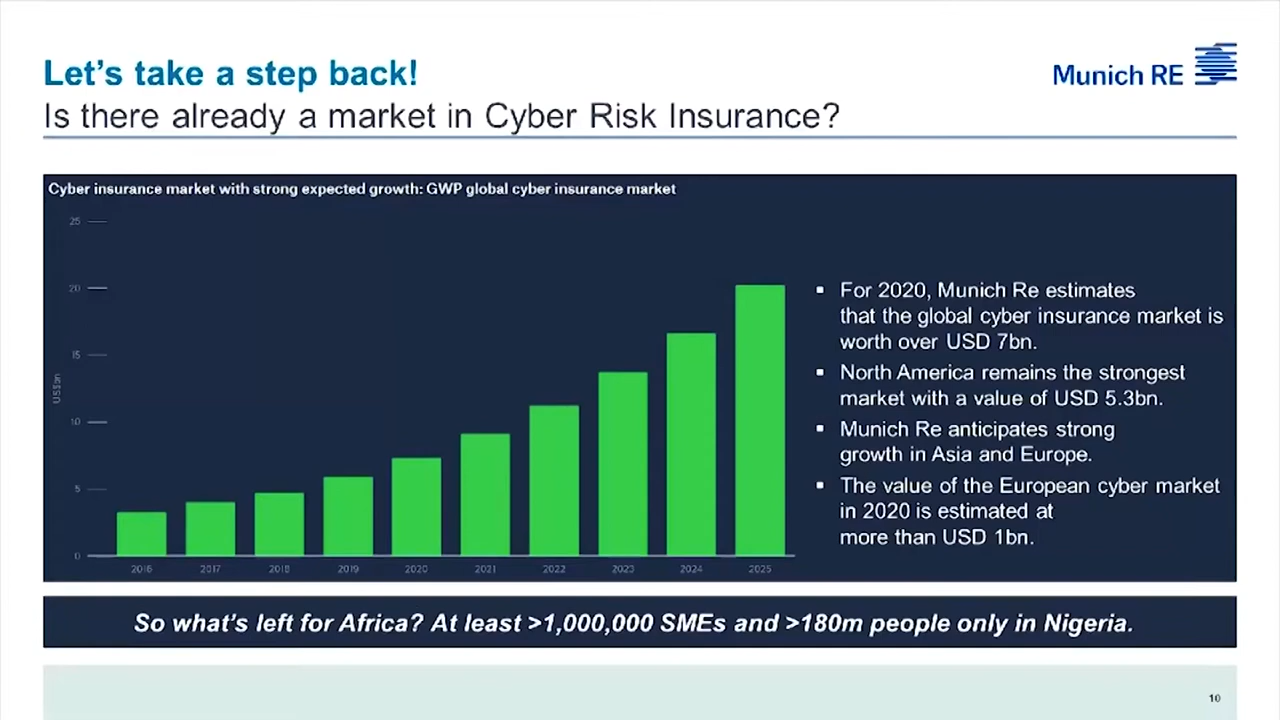 Let's take a step back!
Munich RE
Is there already a market in Cyber Risk Insurance?
Cyber insurance market with strong expected growth: GWP global cyber insurance market
25
20
15
10
5
0
US$bn
2016 2017 2018 2019 2020 2021 2022 2023 2024 2025
▪ For 2020, Munich Re estimates
that the global cyber insurance market is
worth over USD 7bn.
▪ North America remains the strongest
market with a value of USD 5.3bn.
▪ Munich Re anticipates strong
growth in Asia and Europe.
▪ The value of the European cyber market
in 2020 is estimated at
more than USD 1bn.
So what's left for Africa? At least >1,000,000 SMEs and >180m people only in Nigeria.
10